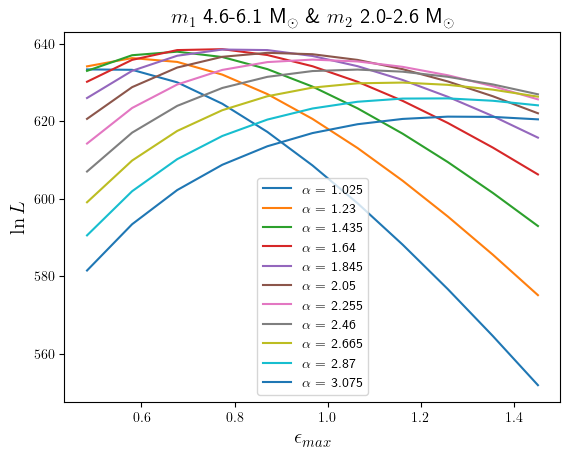 m₁ 4.6-6.1 M☉ & m₂ 2.0-2.6 M☉
ln L
640
620
600
580
560
α = 1.025
α = 1.23
α = 1.435
α = 1.64
α = 1.845
α = 2.05
α = 2.255
α = 2.46
α = 2.665
α = 2.87
α = 3.075
0.6 0.8 1.0 1.2 1.4
ϵmax